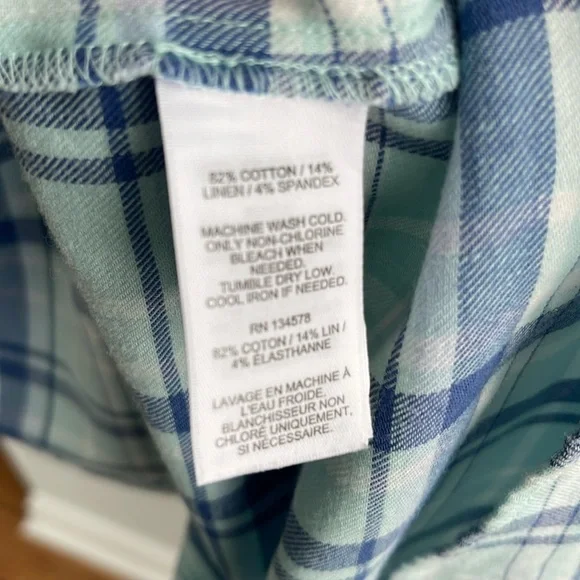 82% COTTON / 14%
LINEN / 4% SPANDEX
MACHINE WASH COLD.
ONLY NON-CHLORINE
BLEACH WHEN
NEEDED.
TUMBLE DRY LOW.
COOL IRON IF NEEDED.
RN 134578
82% COTON / 14% LIN /
4% ÉLASTHANNE
LAVAGE EN MACHINE À
L'EAU FROIDE.
BLANCHISSEUR NON
CHLORÉ UNIQUEMENT,
SI NÉCESSAIRE.